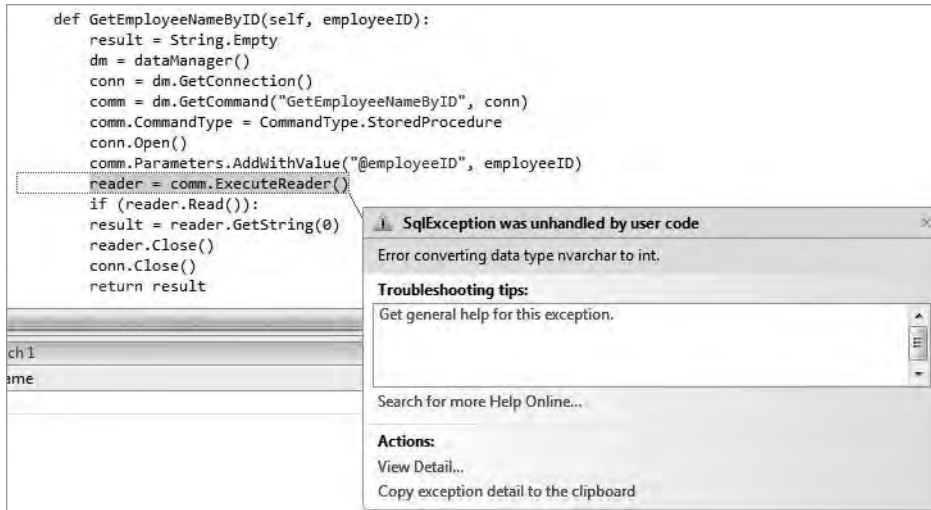 def GetEmployeeNameByID(self, employeeID):
result = String.Empty
dm = dataManager()
conn = dm.GetConnection()
comm = dm.GetCommand("GetEmployeeNameByID", conn)
comm.CommandType = CommandType.StoredProcedure
conn.Open()
comm.Parameters.AddWithValue("@employeeID", employeeID)
reader = comm.ExecuteReader()
if (reader.Read()):
result = reader.GetString(0)
reader.Close()
conn.Close()
return result
SqlException was unhandled by user code
Error converting data type nvarchar to int.
Troubleshooting tips:
Get general help for this exception.
Search for more Help Online...
Actions:
View Detail...
Copy exception detail to the clipboard
ch 1
ame